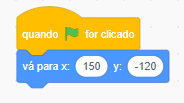 quando for clicado
vá para x: 150 y: -120